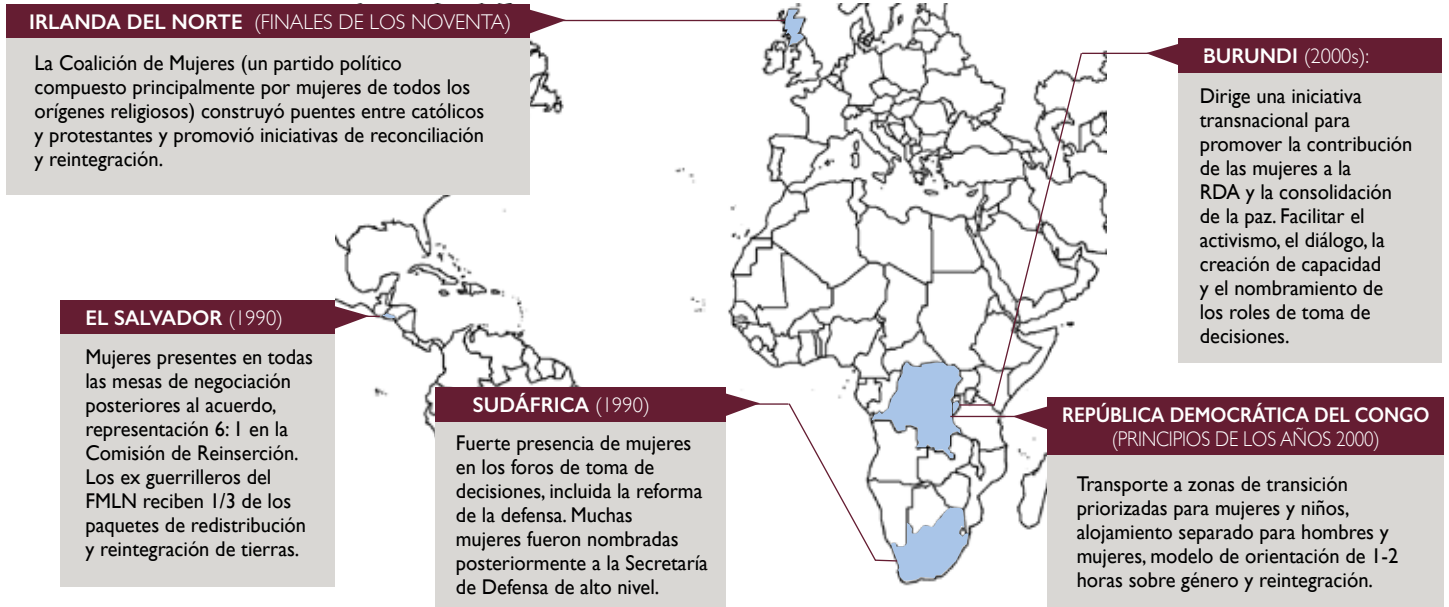 IRLANDA DEL NORTE (FINALES DE LOS NOVENTA)
La Coalición de Mujeres (un partido político
compuesto principalmente por mujeres de todos los
orígenes religiosos) construyó puentes entre católicos
y protestantes y promovió iniciativas de reconciliación
y reintegración.
BURUNDI (2000s):
Dirige una iniciativa
transnacional para
promover la contribución
de las mujeres a la
RDA y la consolidación
de la paz. Facilitar el
activismo, el diálogo, la
creación de capacidad
y el nombramiento de
los roles de toma de
decisiones.
EL SALVADOR (1990)
Mujeres presentes en todas
las mesas de negociación
posteriores al acuerdo,
representación 6: 1 en la
Comisión de Reinserción.
Los ex guerrilleros del
FMLN reciben 1/3 de los
paquetes de redistribución
y reintegración de tierras.
SUDÁFRICA (1990)
Fuerte presencia de mujeres
en los foros de toma de
decisiones, incluida la reforma
de la defensa. Muchas
mujeres fueron nombradas
posteriormente a la Secretaría
de Defensa de alto nivel.
REPÚBLICA DEMOCRÁTICA DEL CONGO
(PRINCIPIOS DE LOS AÑOS 2000)
Transporte a zonas de transición
priorizadas para mujeres y niños,
alojamiento separado para hombres y
mujeres, modelo de orientación de 1-2
horas sobre género y reintegración.